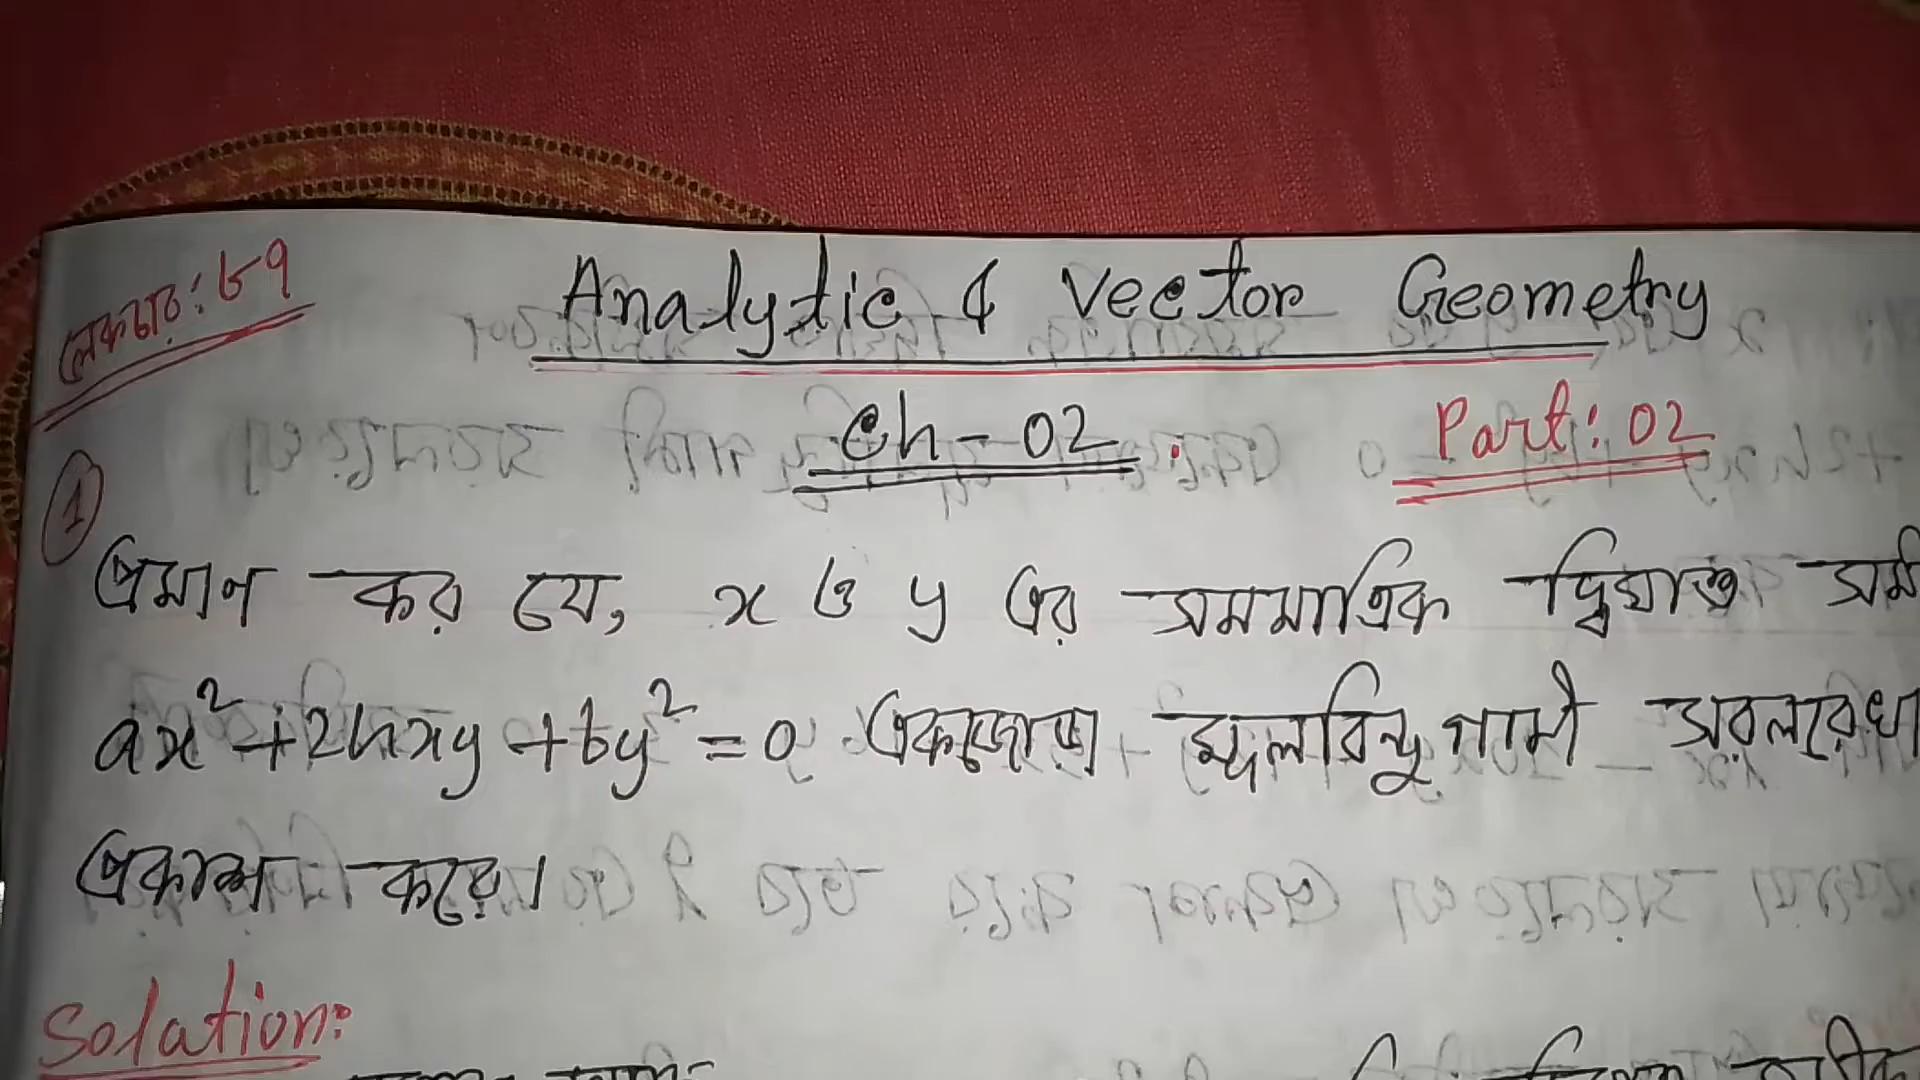 লেকচার: ৮৭
Analytic & Vector Geometry
Ch-02.
Part: 02
1
প্রমাণ কর যে, x ও y এর সমমাত্রিক দ্বিঘাত
ax²+2hxy+by²=0 একজোড়া মূলবিন্দুগামী সরলরেখা
প্রকাশ করে।
Solution: